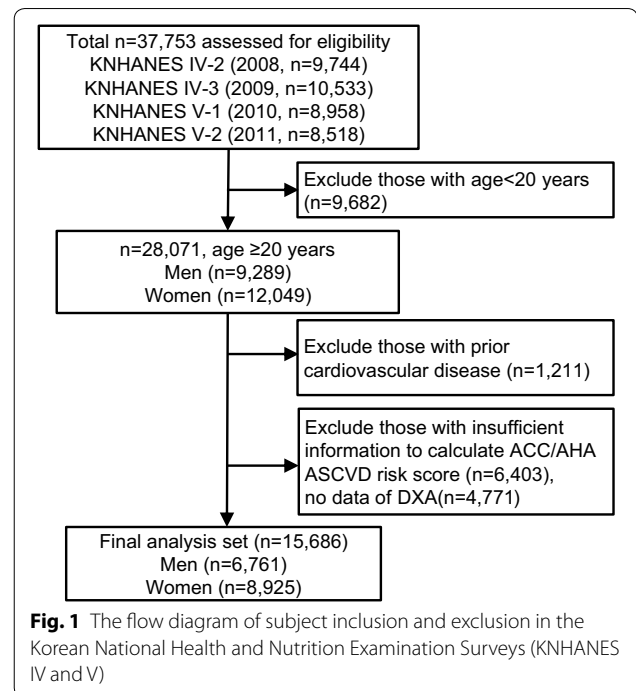 Total n=37,753 assessed for eligibility
KNHANES IV-2 (2008, n=9,744)
KNHANES IV-3 (2009, n=10,533)
KNHANES V-1 (2010, n=8,958)
KNHANES V-2 (2011, n=8,518)
Exclude those with age<20 years
(n=9,682)
n=28,071, age ≥20 years
Men (n=9,289)
Women (n=12,049)
Exclude those with prior
cardiovascular disease (n=1,211)
Exclude those with insufficient
information to calculate ACC/AHA
ASCVD risk score (n=6,403),
no data of DXA(n=4,771)
Final analysis set (n=15,686)
Men (n=6,761)
Women (n=8,925)
Fig. 1 The flow diagram of subject inclusion and exclusion in the
Korean National Health and Nutrition Examination Surveys (KNHANES
IV and V)